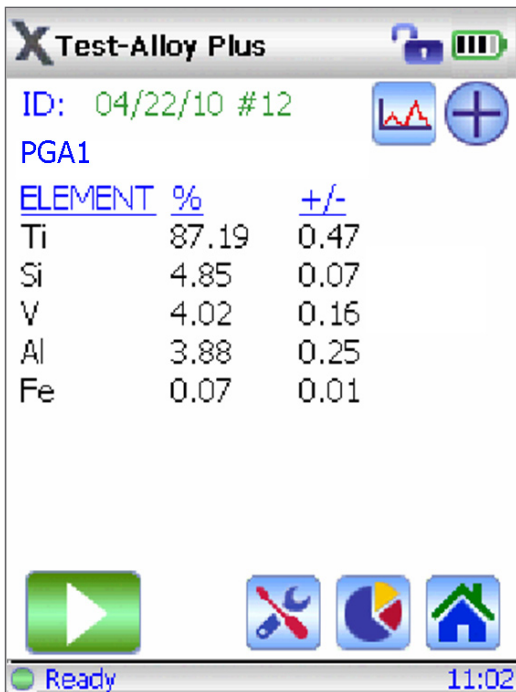 X Test-Alloy Plus
ID: 04/22/10 #12
PGA1
ELEMENT % +/-
Ti 87.19 0.47
Si 4.85 0.07
V 4.02 0.16
Al 3.88 0.25
Fe 0.07 0.01
Ready 11:02